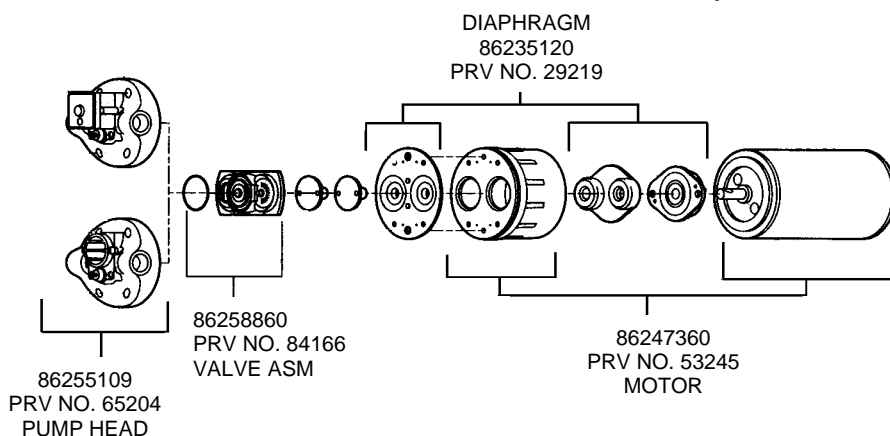 DIAPHRAGM
86235120
PRV NO. 29219
86258860
PRV NO. 84166
VALVE ASM
86247360
PRV NO. 53245
MOTOR
86255109
PRV NO. 65204
PUMP HEAD